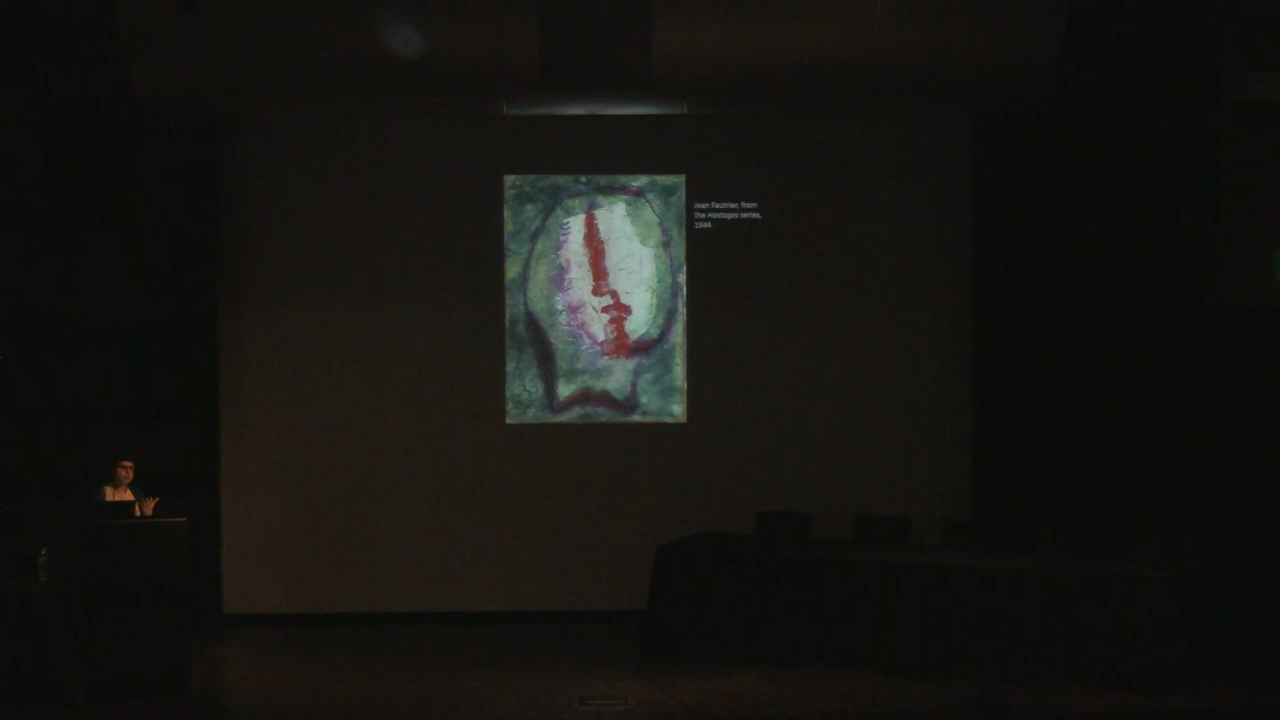 Jean Fautrier, from
the Hostages series,
1944